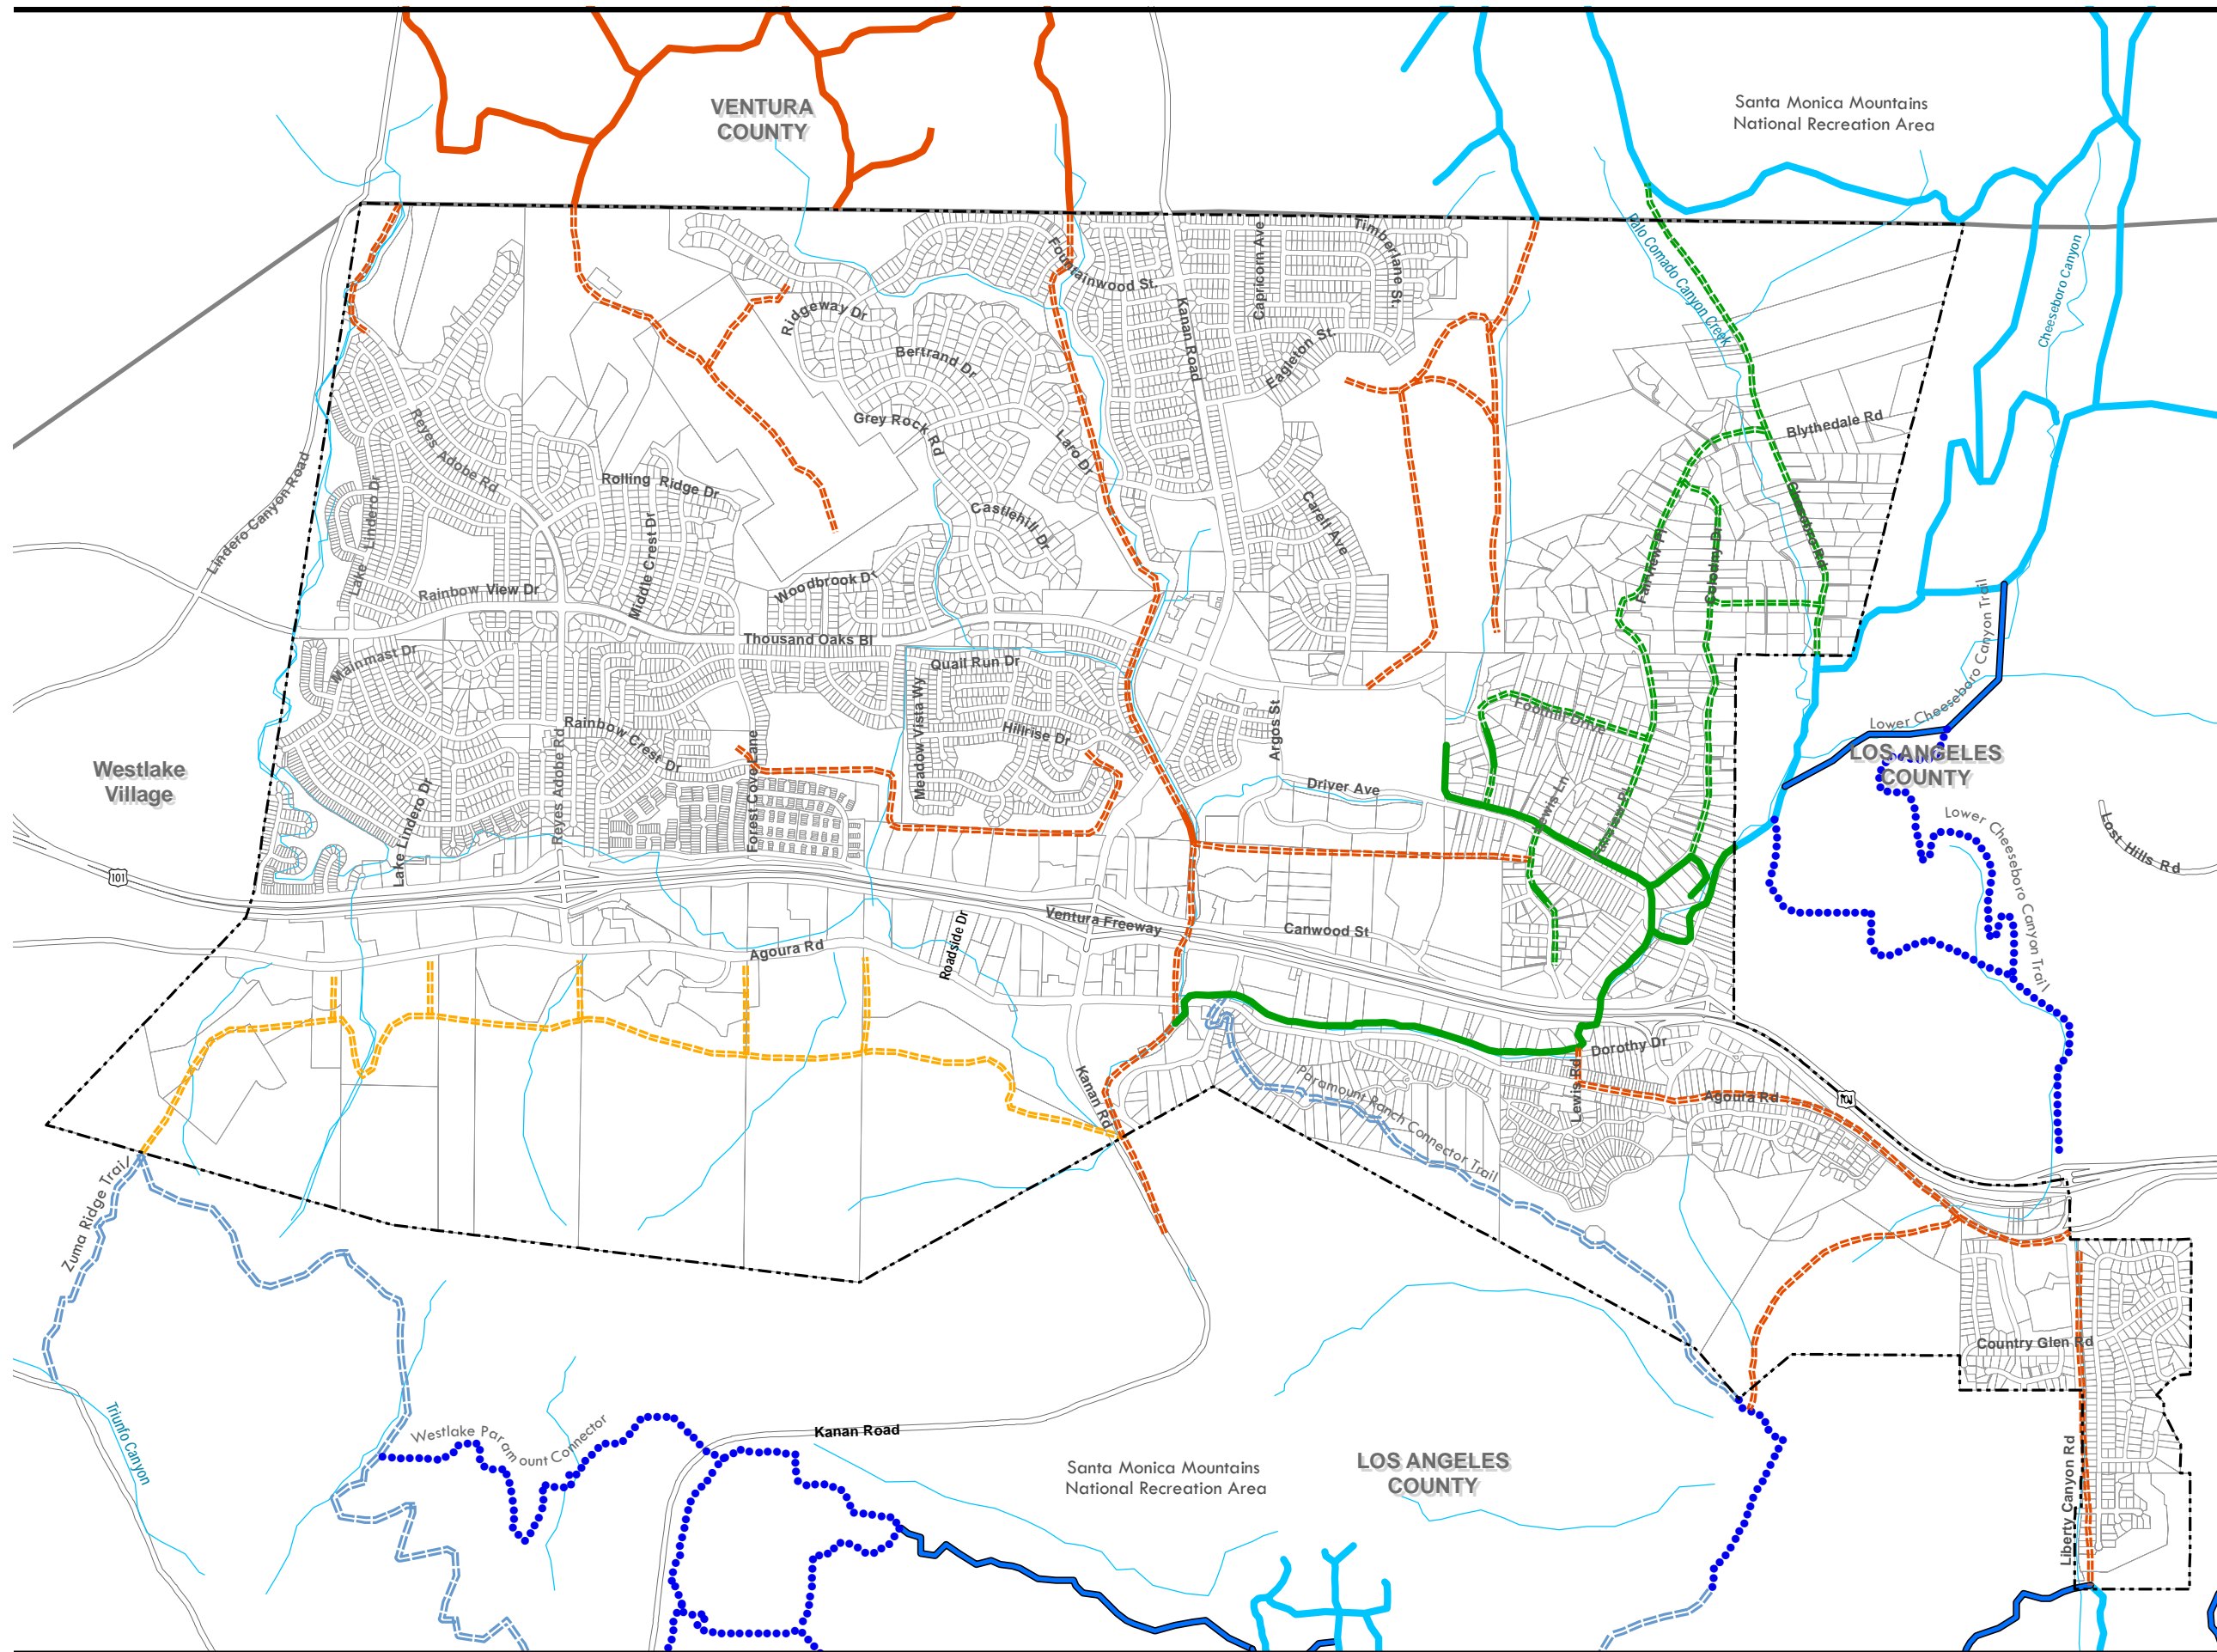 VENTURA
COUNTY
Santa Monica Mountains
National Recreation Area
Palo Comado Canyon Creek
Cheeseboro Canyon
Timberlane St.
Capricorn Ave
Fountainwood St.
Kanan Road
Ridgeway Dr
Bertrand Dr
Eagleton St.
Grey Rock Rd
Laro Dr
Blythedale Rd
Reyes Adobe Rd
Lindero Canyon Road
Rolling Ridge Dr
Lake Lindero Dr
Middle Crest Dr
Castlehill Dr
Carell Ave
Chesebro Rd
Fairview Pl
Colodny Dr
Rainbow View Dr
Woodbrook Dr
Thousand Oaks Bl
Mainmast Dr
Quail Run Dr
Meadow Vista Wy
Hillrise Dr
Rainbow Crest Dr
Reyes Adobe Rd
Forest Cove Lane
Argos St
Foothill Drive
Driver Ave
Lewis Ln
Lower Cheeseboro Canyon Trail
LOS ANGELES
COUNTY
Lower Cheeseboro Canyon Trail
Lost Hills Rd
Westlake
Village
Lake Lindero Dr
101
Ventura Freeway
Canwood St
Agoura Rd
Roadside Dr
Dorothy Dr
Lewis Rd
Agoura Rd
101
Kanan Rd
Paramount Ranch Connector Trail
Zuma Ridge Trail
Country Glen Rd
Triunfo Canyon
Westlake Paramount Connector
Kanan Road
Santa Monica Mountains
National Recreation Area
LOS ANGELES
COUNTY
Liberty Canyon Rd